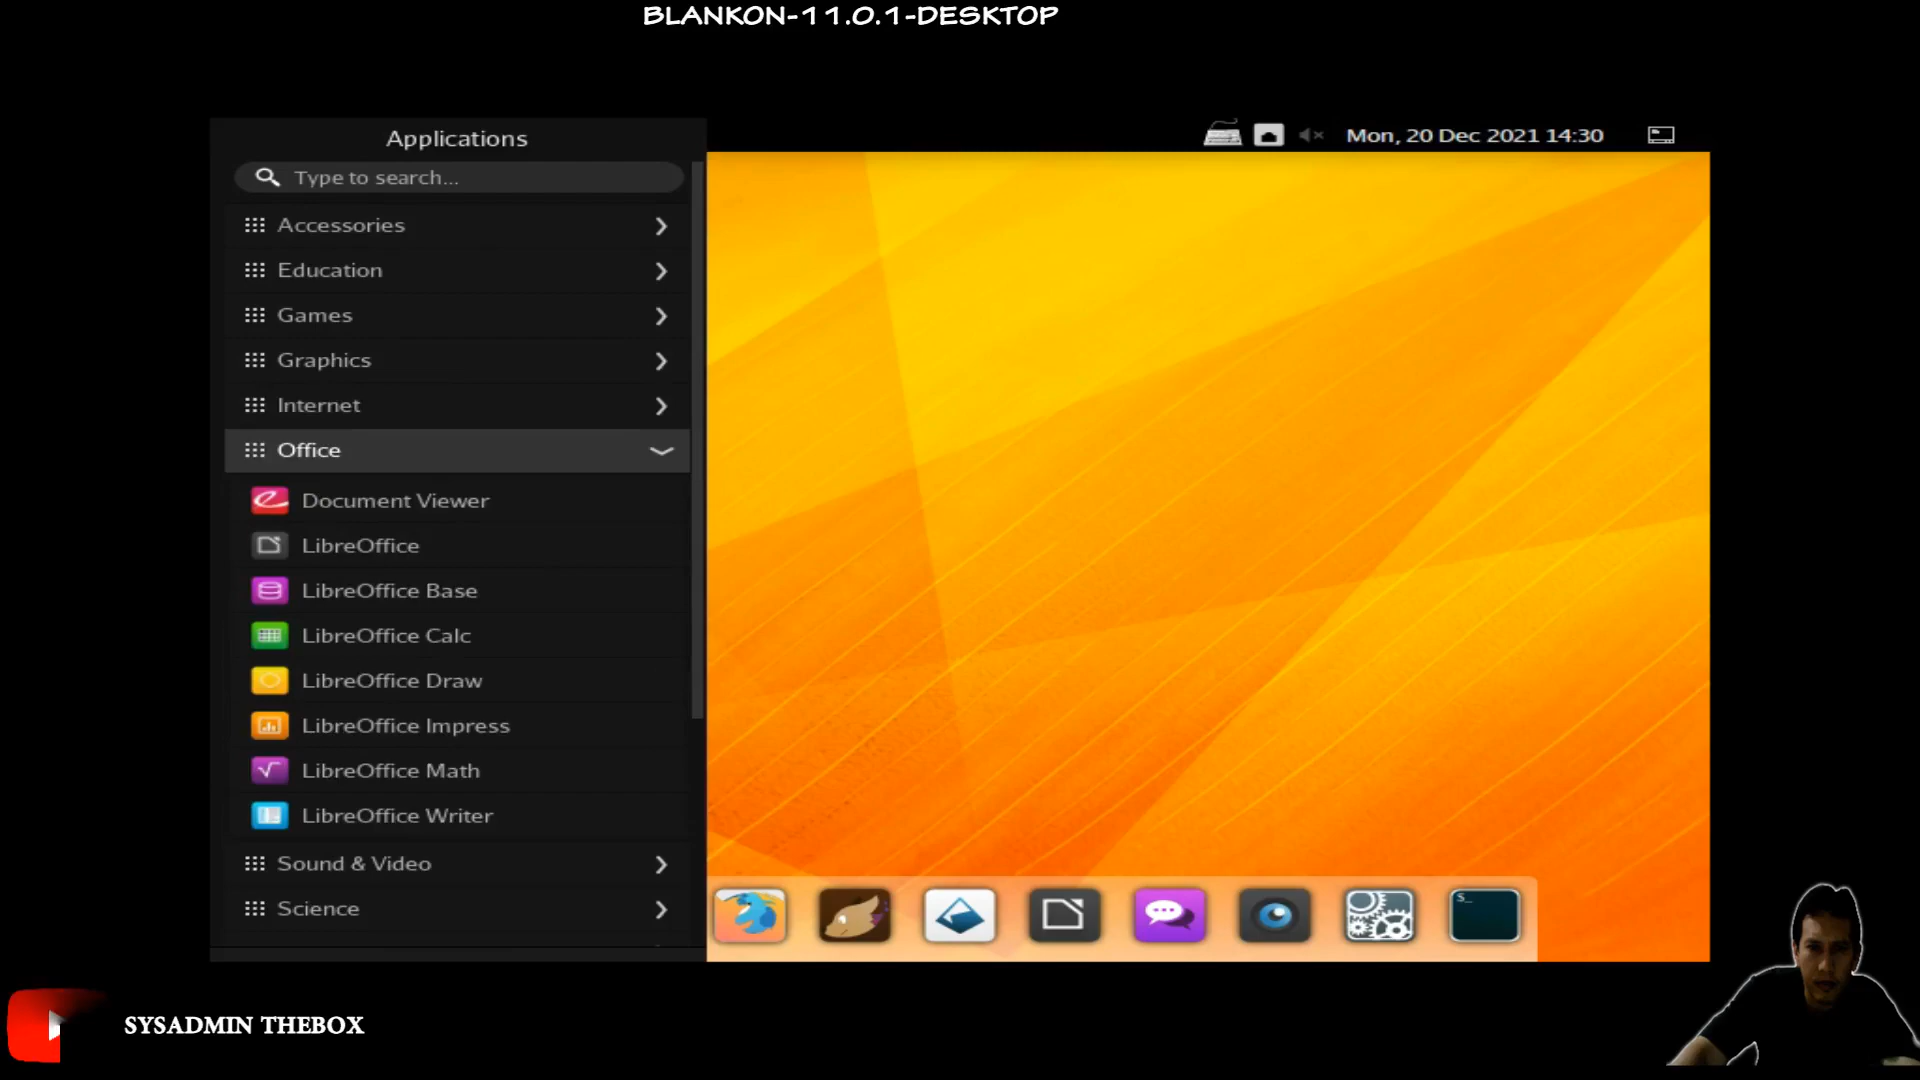 BLANKON-11.0.1-DESKTOP
Applications
Mon, 20 Dec 2021 14:30
Type to search...
Accessories
Education
Games
Graphics
Internet
Office
Document Viewer
LibreOffice
LibreOffice Base
LibreOffice Calc
LibreOffice Draw
LibreOffice Impress
LibreOffice Math
LibreOffice Writer
Sound & Video
Science
$_
SYSADMIN THEBOX